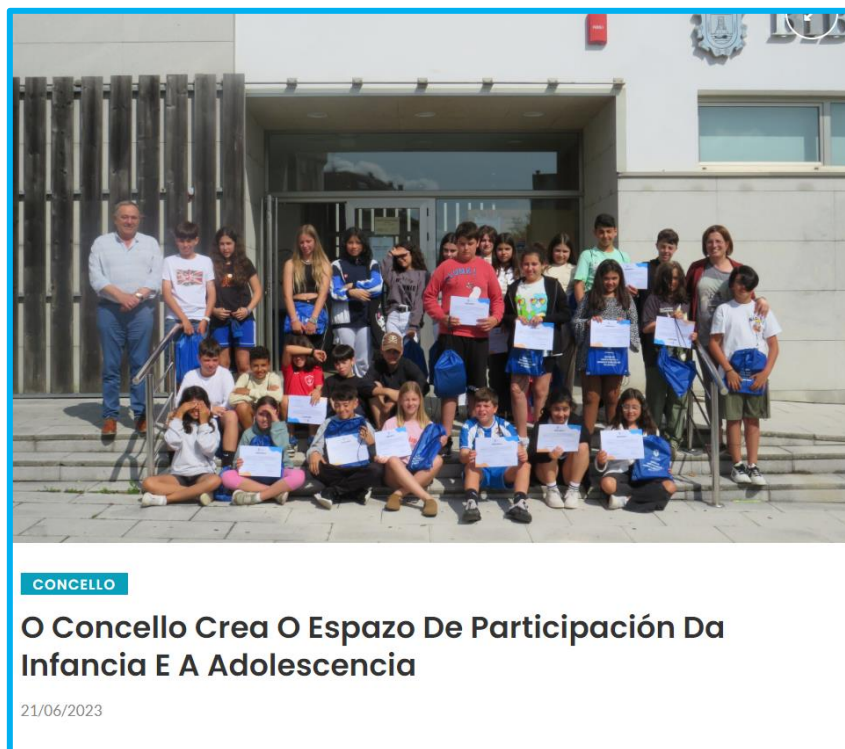 CONCELLO
O Concello Crea O Espazo De Participación Da
Infancia E A Adolescencia
21/06/2023